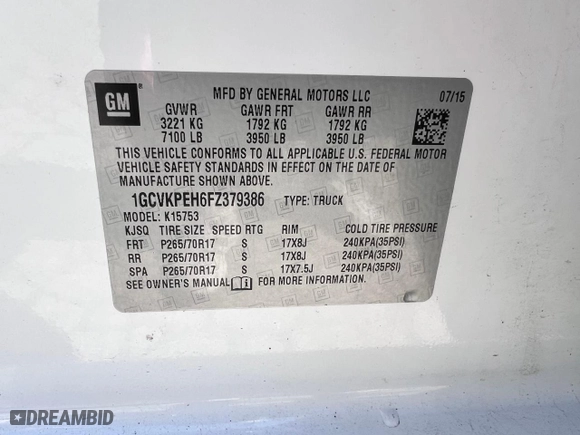 GM
MFD BY GENERAL MOTORS LLC 07/15
GVWR GAWR FRT GAWR RR
3221 KG 1792 KG 1792 KG
7100 LB 3950 LB 3950 LB
THIS VEHICLE CONFORMS TO ALL APPLICABLE U.S. FEDERAL MOTOR
VEHICLE SAFETY STANDARDS IN EFFECT ON THE DATE OF
MANUFACTURE SHOWN ABOVE.
1GCVKPEH6FZ379386 TYPE: TRUCK
MODEL: K15753
KJSQ TIRE SIZE SPEED RTG RIM COLD TIRE PRESSURE
FRT P265/70R17 S 17X8J 240KPA(35PSI)
RR P265/70R17 S 17X8J 240KPA(35PSI)
SPA P265/70R17 S 17X7.5J 240KPA(35PSI)
SEE OWNER'S MANUAL FOR MORE INFORMATION.
DREAMBID